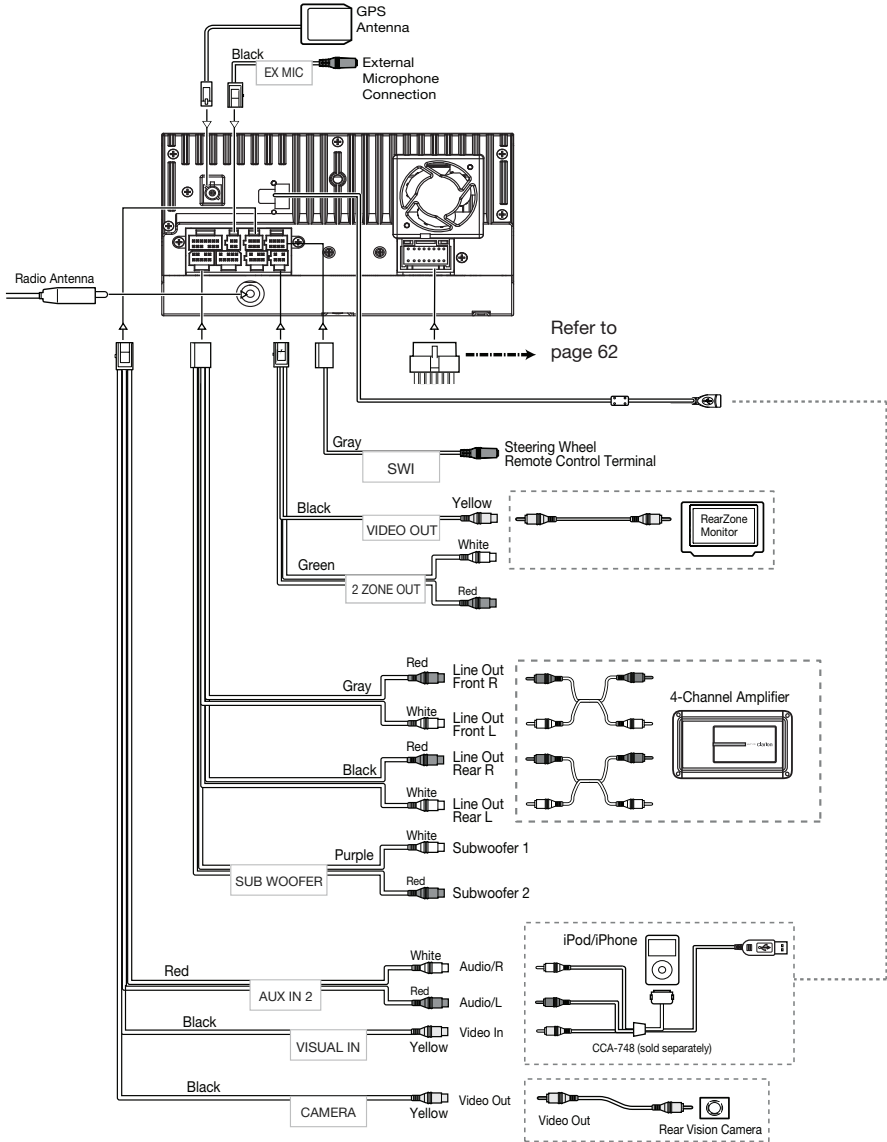 GPS
Antenna
Black
EX MIC
External
Microphone
Connection
Radio Antenna
Refer to
page 62
Gray
SWI
Steering Wheel
Remote Control Terminal
Black
VIDEO OUT
Yellow
RearZone
Monitor
Green
2 ZONE OUT
White
Red
Gray
Red
Line Out
Front R
White
Line Out
Front L
4-Channel Amplifier
clarion
Black
Red
Line Out
Rear R
White
Line Out
Rear L
Purple
SUB WOOFER
White
Subwoofer 1
Red
Subwoofer 2
Red
AUX IN 2
White
Audio/R
Red
Audio/L
iPod/iPhone
Black
VISUAL IN
Yellow
Video In
CCA-748 (sold separately)
Black
CAMERA
Yellow
Video Out
Video Out
Rear Vision Camera